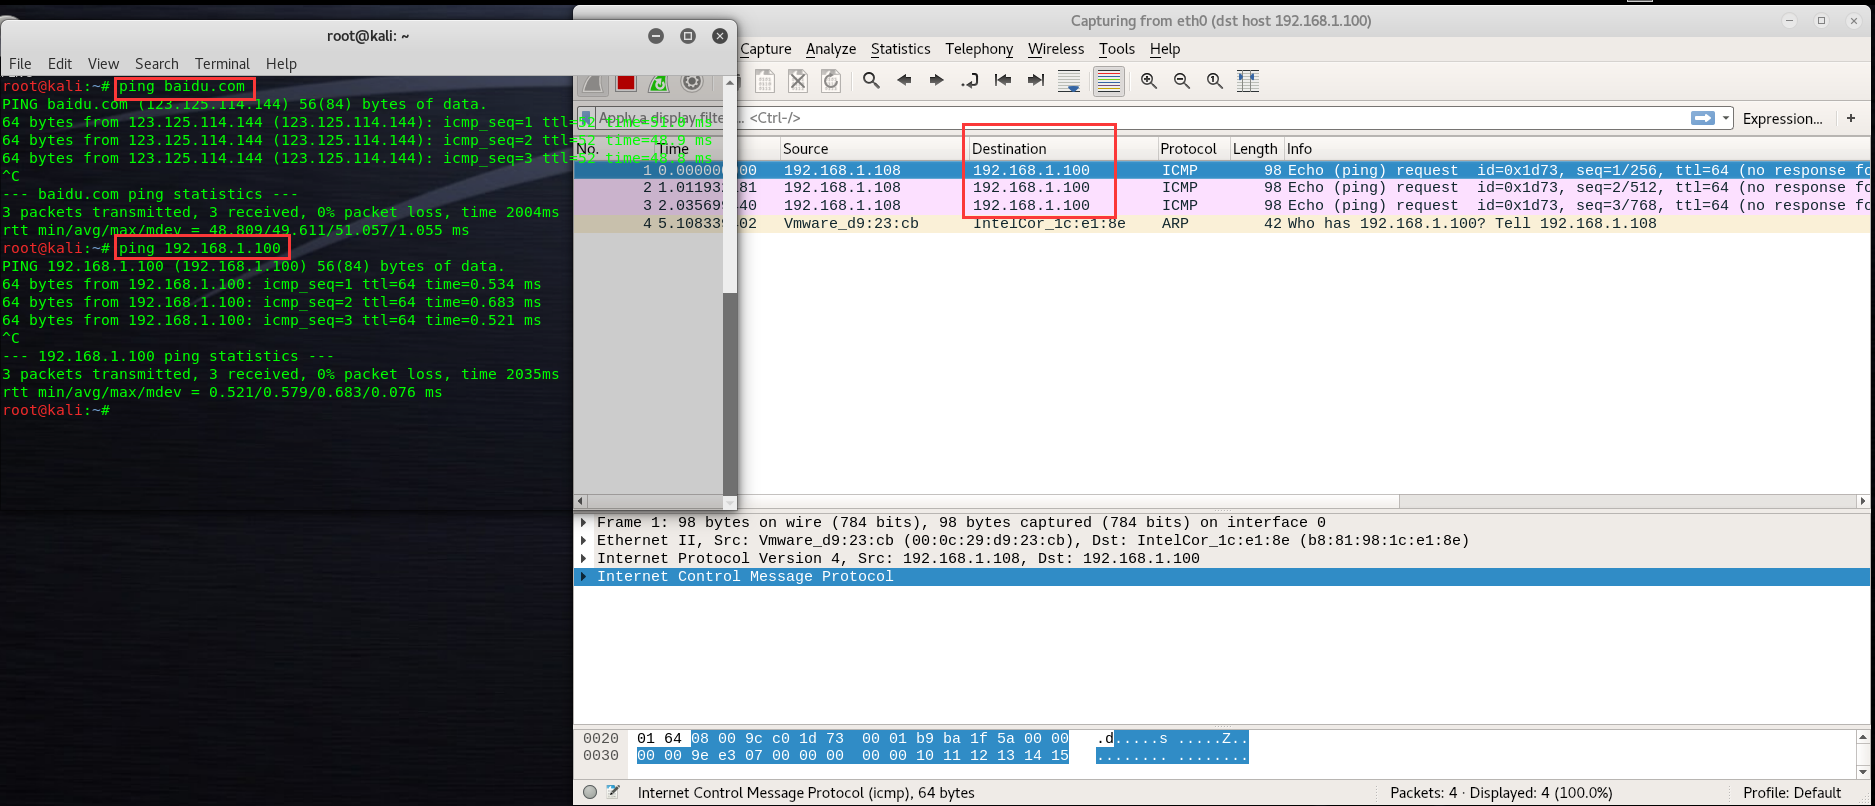 root@kali: ~
File Edit View Search Terminal Help
root@kali:~# ping baidu.com
PING baidu.com (123.125.114.144) 56(84) bytes of data.
64 bytes from 123.125.114.144 (123.125.114.144): icmp_seq=1 ttl=52 time=51.0 ms
64 bytes from 123.125.114.144 (123.125.114.144): icmp_seq=2 ttl=52 time=48.9 ms
64 bytes from 123.125.114.144 (123.125.114.144): icmp_seq=3 ttl=52 time=48.8 ms
^C
--- baidu.com ping statistics ---
3 packets transmitted, 3 received, 0% packet loss, time 2004ms
rtt min/avg/max/mdev = 48.809/49.611/51.057/1.055 ms
root@kali:~# ping 192.168.1.100
PING 192.168.1.100 (192.168.1.100) 56(84) bytes of data.
64 bytes from 192.168.1.100: icmp_seq=1 ttl=64 time=0.534 ms
64 bytes from 192.168.1.100: icmp_seq=2 ttl=64 time=0.683 ms
64 bytes from 192.168.1.100: icmp_seq=3 ttl=64 time=0.521 ms
^C
--- 192.168.1.100 ping statistics ---
3 packets transmitted, 3 received, 0% packet loss, time 2035ms
rtt min/avg/max/mdev = 0.521/0.579/0.683/0.076 ms
root@kali:~#
Capturing from eth0 (dst host 192.168.1.100)
Capture Analyze Statistics Telephony Wireless Tools Help
Apply a display filter ... <Ctrl-/> Expression... +
No. Time Source Destination Protocol Length Info
1 192.168.1.108 192.168.1.100 ICMP 98 Echo (ping) request id=0x1d73, seq=1/256, ttl=64 (no response fo
2 192.168.1.108 192.168.1.100 ICMP 98 Echo (ping) request id=0x1d73, seq=2/512, ttl=64 (no response fo
3 192.168.1.108 192.168.1.100 ICMP 98 Echo (ping) request id=0x1d73, seq=3/768, ttl=64 (no response fo
4 Vmware_d9:23:cb IntelCor_1c:e1:8e ARP 42 Who has 192.168.1.100? Tell 192.168.1.108
Frame 1: 98 bytes on wire (784 bits), 98 bytes captured (784 bits) on interface 0
Ethernet II, Src: Vmware_d9:23:cb (00:0c:29:d9:23:cb), Dst: IntelCor_1c:e1:8e (b8:81:98:1c:e1:8e)
Internet Protocol Version 4, Src: 192.168.1.108, Dst: 192.168.1.100
Internet Control Message Protocol
0020 01 64 08 00 9c c0 1d 73 00 01 b9 ba 1f 5a 00 00 .d.....s .....Z..
0030 00 00 9e e3 07 00 00 00 00 00 10 11 12 13 14 15 ........ ........
Internet Control Message Protocol (icmp), 64 bytes Packets: 4 · Displayed: 4 (100.0%) Profile: Default